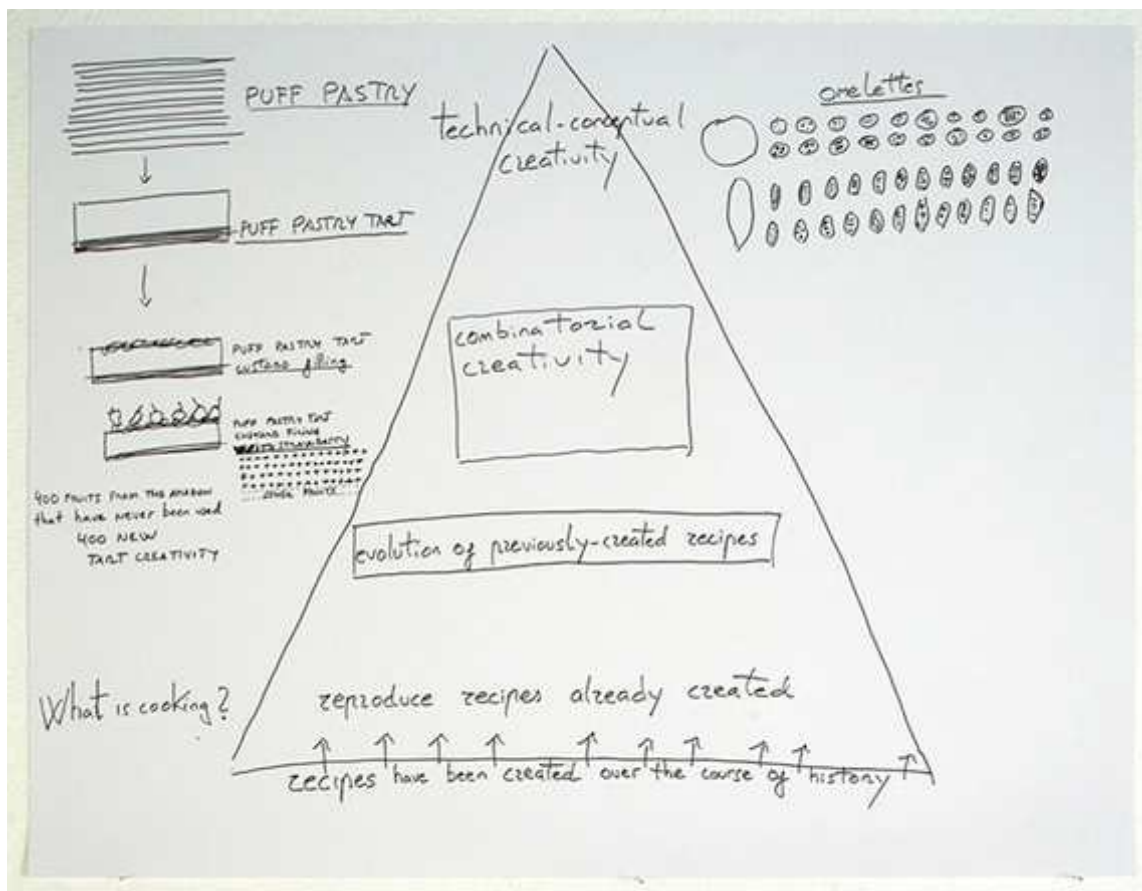 PUFF PASTRY
PUFF PASTRY TART
PUFF PASTRY TART
custard filling
PUFF PASTRY TART
CUSTARD FILLING
STRAWBERRY
OTHER FRUITS
400 FRUITS FROM THE AMAZON
that have never been used
400 NEW
TART CREATIVITY
What is cooking?
technical-conceptual
creativity
combinatorial
creativity
evolution of previously-created recipes
reproduce recipes already created
recipes have been created over the course of history
omelettes